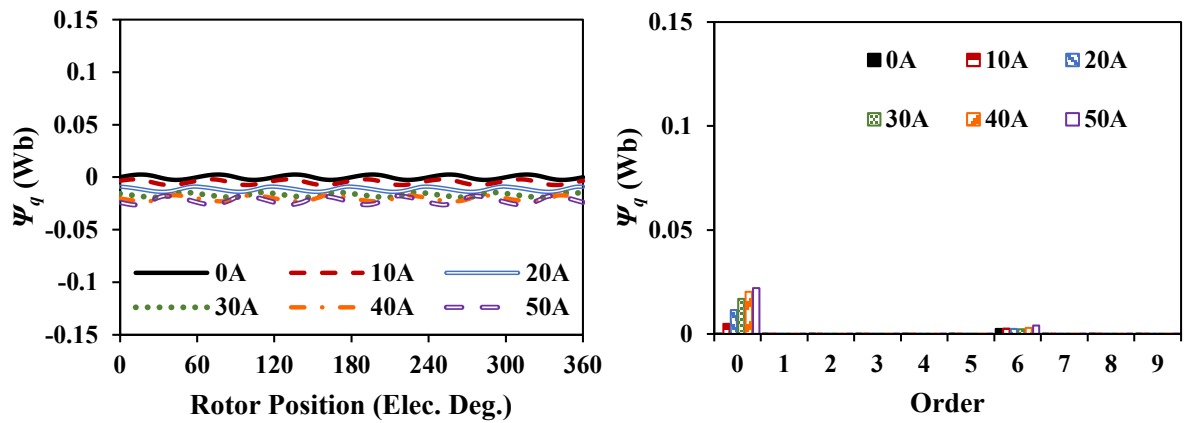 0.15
0.1
0.05
0
-0.05
-0.1
-0.15
Ψq (Wb)
0A 10A 20A
30A 40A 50A
0 60 120 180 240 300 360
Rotor Position (Elec. Deg.)
0.15
0.1
0.05
0
Ψq (Wb)
0A 10A 20A
30A 40A 50A
0 1 2 3 4 5 6 7 8 9
Order